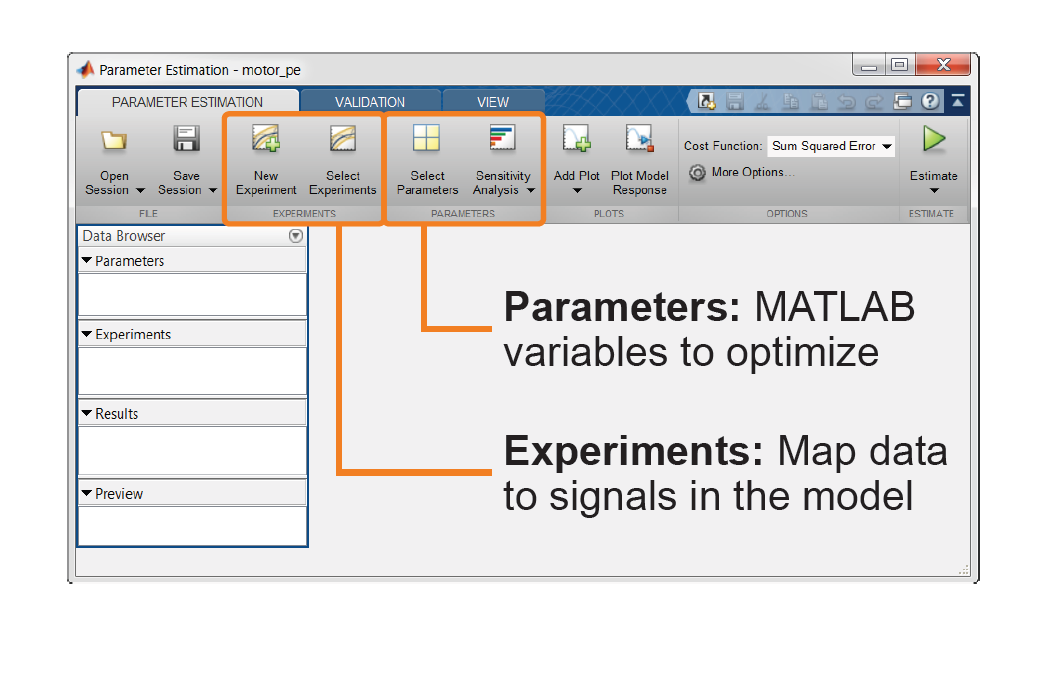 Parameter Estimation - motor_pe
PARAMETER ESTIMATION
VALIDATION
VIEW
Open
Session
Save
Session
New
Experiment
Select
Experiments
Select
Parameters
Sensitivity
Analysis
Add Plot
Plot Model
Response
Cost Function: Sum Squared Error
More Options...
Estimate
FILE
EXPERIMENTS
PARAMETERS
PLOTS
OPTIONS
ESTIMATE
Data Browser
Parameters
Experiments
Results
Preview
Parameters: MATLAB
variables to optimize
Experiments: Map data
to signals in the model